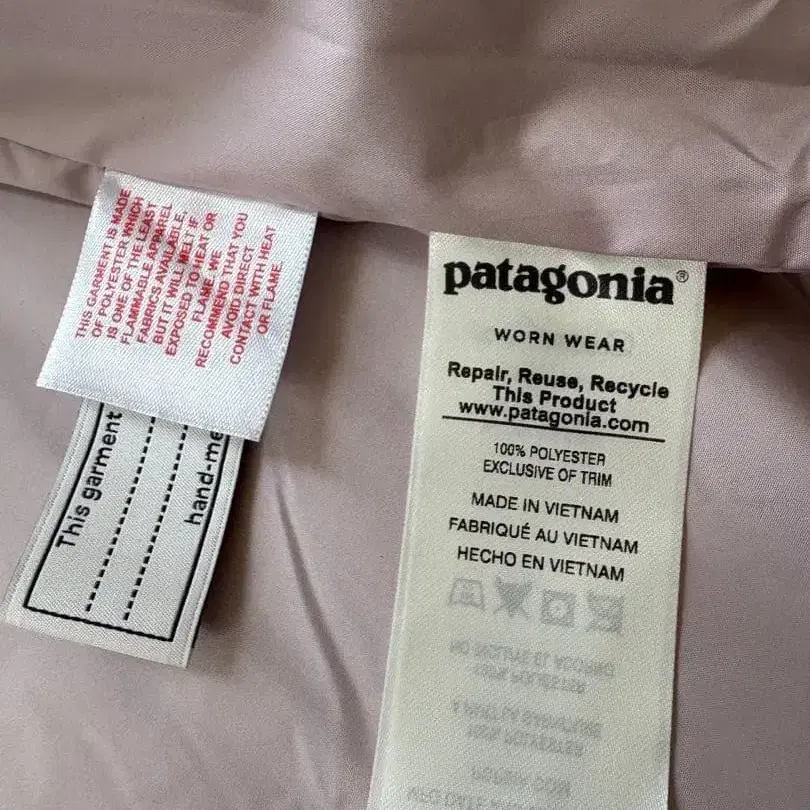 THIS GARMENT IS MADE
OF POLYESTER WHICH
IS ONE OF THE LEAST
FLAMMABLE APPAREL
FABRICS AVAILABLE,
BUT IT WILL MELT IF
EXPOSED TO HEAT OR
FLAME. WE
RECOMMEND THAT YOU
AVOID DIRECT
CONTACT WITH HEAT
OR FLAME.
This garment
hand-me
patagonia®
WORN WEAR
Repair, Reuse, Recycle
This Product
www.patagonia.com
100% POLYESTER
EXCLUSIVE OF TRIM
MADE IN VIETNAM
FABRIQUÉ AU VIETNAM
HECHO EN VIETNAM